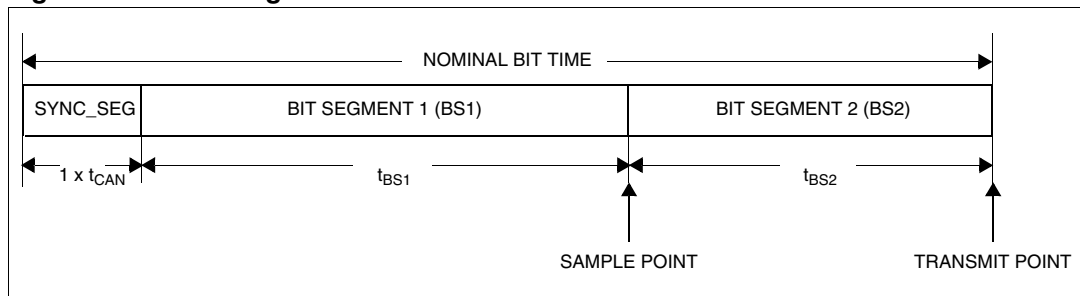 NOMINAL BIT TIME
SYNC_SEG
BIT SEGMENT 1 (BS1)
BIT SEGMENT 2 (BS2)
1 x tCAN
tBS1
tBS2
SAMPLE POINT
TRANSMIT POINT